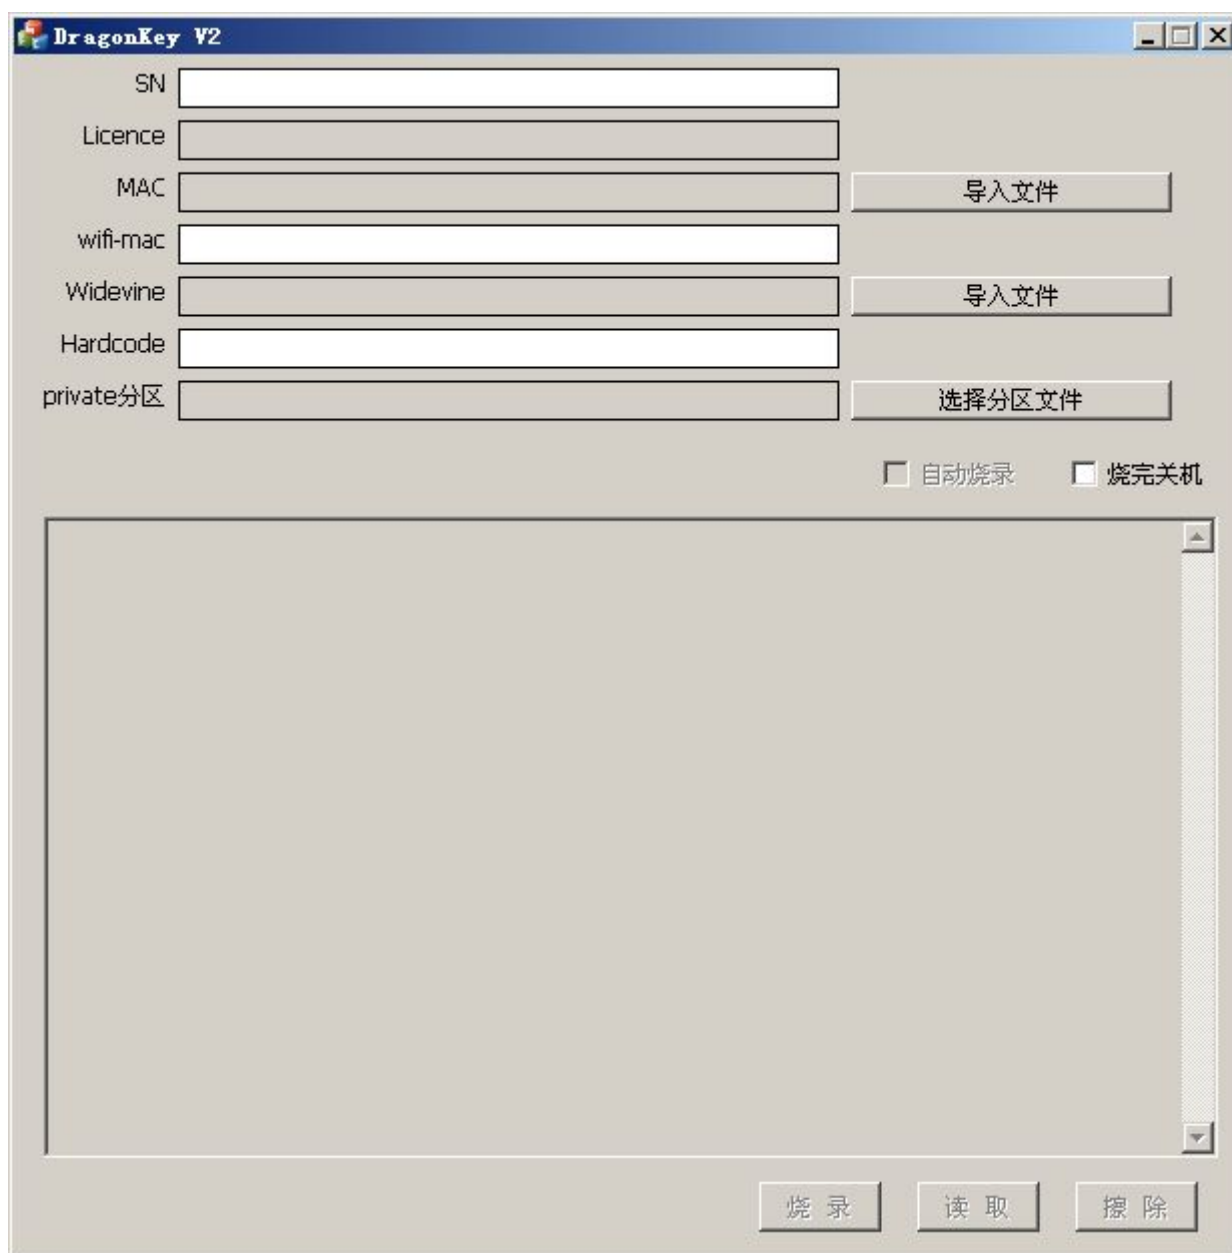 DragonKey V2
SN
Licence
MAC 导入文件
wifi-mac
Widevine 导入文件
Hardcode
private分区 选择分区文件
自动烧录 烧完关机
烧 录 读 取 擦 除